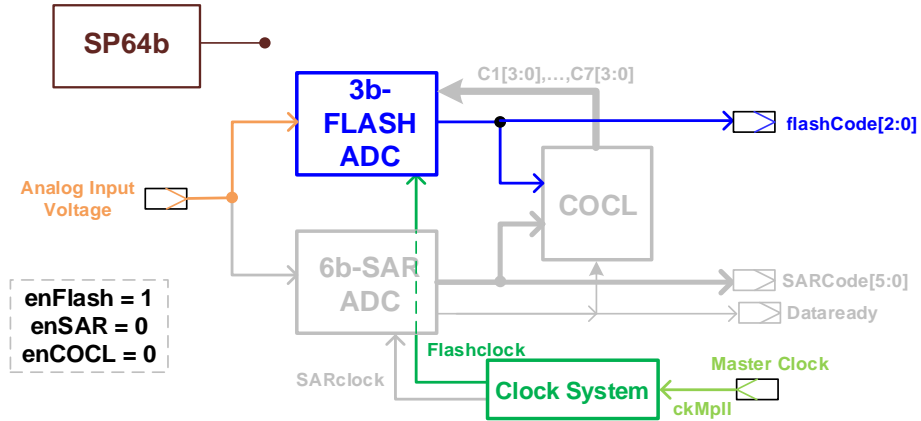 SP64b
C1[3:0],...,C7[3:0]
3b-
FLASH
ADC
flashCode[2:0]
Analog Input
Voltage
COCL
6b-SAR
ADC
SARCode[5:0]
Dataready
enFlash = 1
enSAR = 0
enCOCL = 0
Flashclock
SARclock
Clock System
Master Clock
ckMpll